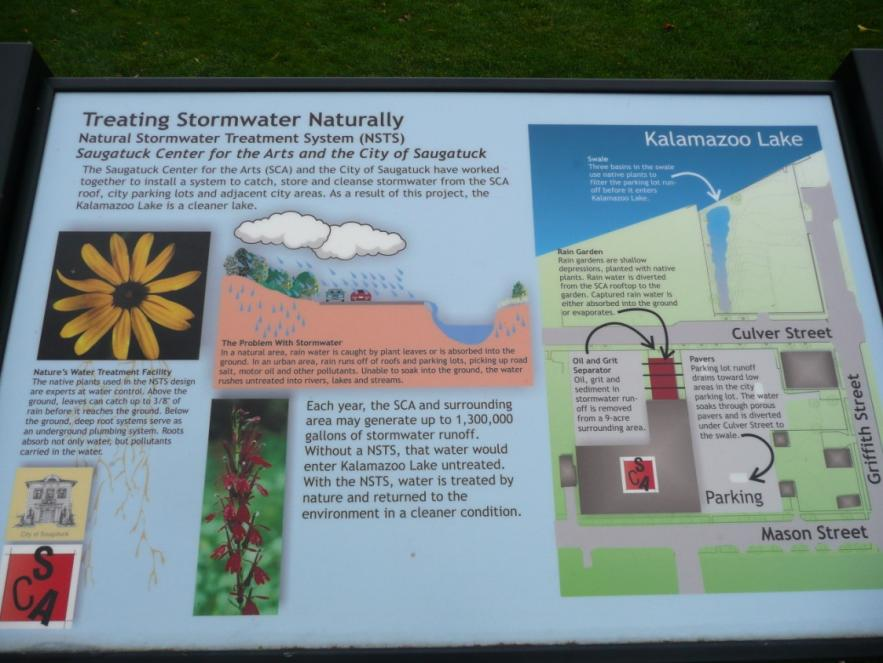 Treating Stormwater Naturally
Natural Stormwater Treatment System (NSTS)
Saugatuck Center for the Arts and the City of Saugatuck
The Saugatuck Center for the Arts (SCA) and the City of Saugatuck have worked
together to install a system to catch, store and cleanse stormwater from the SCA
roof, city parking lots and adjacent city areas. As a result of this project, the
Kalamazoo Lake is a cleaner lake.
The Problem With Stormwater
In a natural area, rain water is caught by plant leaves or is absorbed into the
ground. In an urban area, rain runs off of roofs and parking lots, picking up road
salt, motor oil and other pollutants. Unable to soak into the ground, the water
rushes untreated into rivers, lakes and streams.
Nature's Water Treatment Facility
The native plants used in the NSTS design
are experts at water control. Above the
ground, leaves can catch up to 3/8" of
rain before it reaches the ground. Below
the ground, deep root systems serve as
an underground plumbing system. Roots
absorb not only water, but pollutants
carried in the water.
City of Saugatuck
SCA
Each year, the SCA and surrounding
area may generate up to 1,300,000
gallons of stormwater runoff.
Without a NSTS, that water would
enter Kalamazoo Lake untreated.
With the NSTS, water is treated by
nature and returned to the
environment in a cleaner condition.
Kalamazoo Lake
Swale
Three basins in the swale
use native plants to
filter the parking lot run-
off before it enters
Kalamazoo Lake.
Rain Garden
Rain gardens are shallow
depressions, planted with native
plants. Rain water is diverted
from the SCA rooftop to the
garden. Captured rain water is
either absorbed into the ground
or evaporates.
Culver Street
Oil and Grit
Separator
Oil, grit and
sediment in
stormwater run-
off is removed
from a 9-acre
surrounding area.
Pavers
Parking lot runoff
drains toward low
areas in the city
parking lot. The water
soaks through porous
pavers and is diverted
under Culver Street to
the swale.
SCA
Parking
Griffith Street
Mason Street